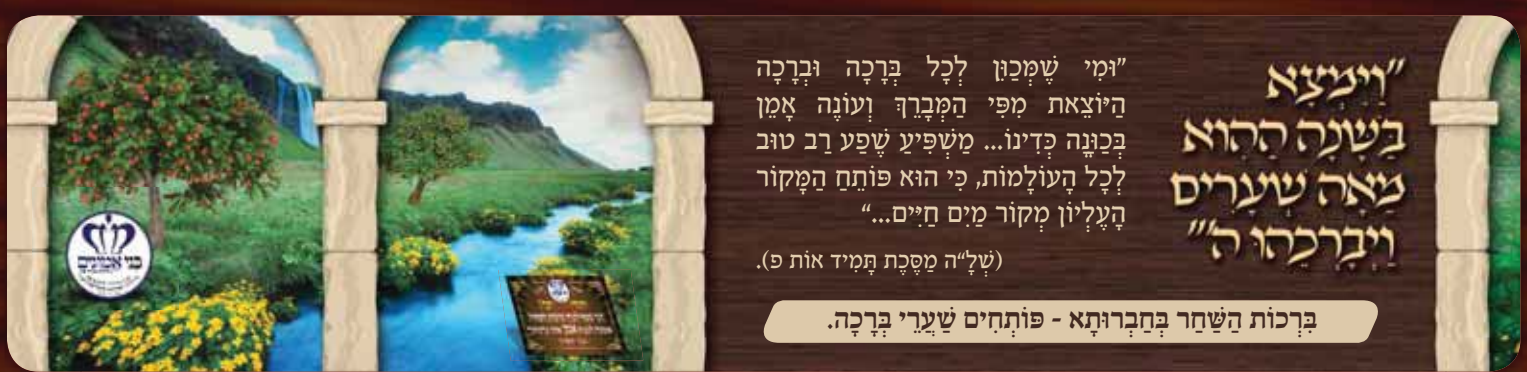 "וַיִּמְצָא
בַּשָּׁנָה הַהִוא
מֵאָה שְׁעָרִים
וַיְבָרְכֵהוּ ה'"
"וּמִי שֶׁמְּכַוֵּן לְכָל בְּרָכָה וּבְרָכָה
הַיּוֹצֵאת מִפִּי הַמְּבָרֵךְ וְעוֹנֶה אָמֵן
בְּכַוָּנָה כְּדִינוֹ... מַשְׁפִּיעַ שֶׁפַע רַב טוּב
לְכָל הָעוֹלָמוֹת, כִּי הוּא פּוֹתֵחַ הַמָּקוֹר
הָעֶלְיוֹן מְקוֹר מַיִם חַיִּים..."
(שְׁלָ"ה מַסֶּכֶת תָּמִיד אוֹת פ).
בִּרְכוֹת הַשַּׁחַר בְּחַבְרוּתָא - פּוֹתְחִים שַׁעֲרֵי בְּרָכָה.
בני אמונים